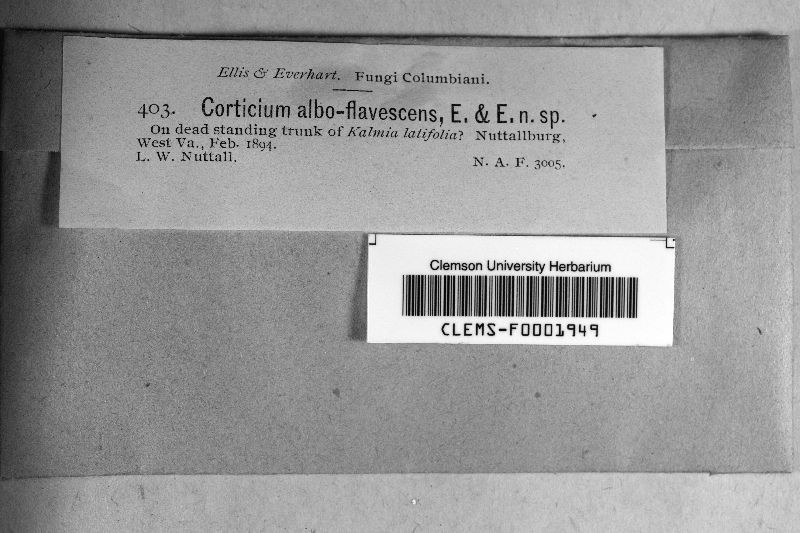 Ellis & Everhart. Fungi Columbiani.
403. Corticium albo-flavescens, E. & E. n. sp.
On dead standing trunk of Kalmia latifolia? Nuttallburg,
West Va., Feb. 1894.
L. W. Nuttall. N. A. F. 3005.
Clemson University Herbarium
CLEMS-F0001949